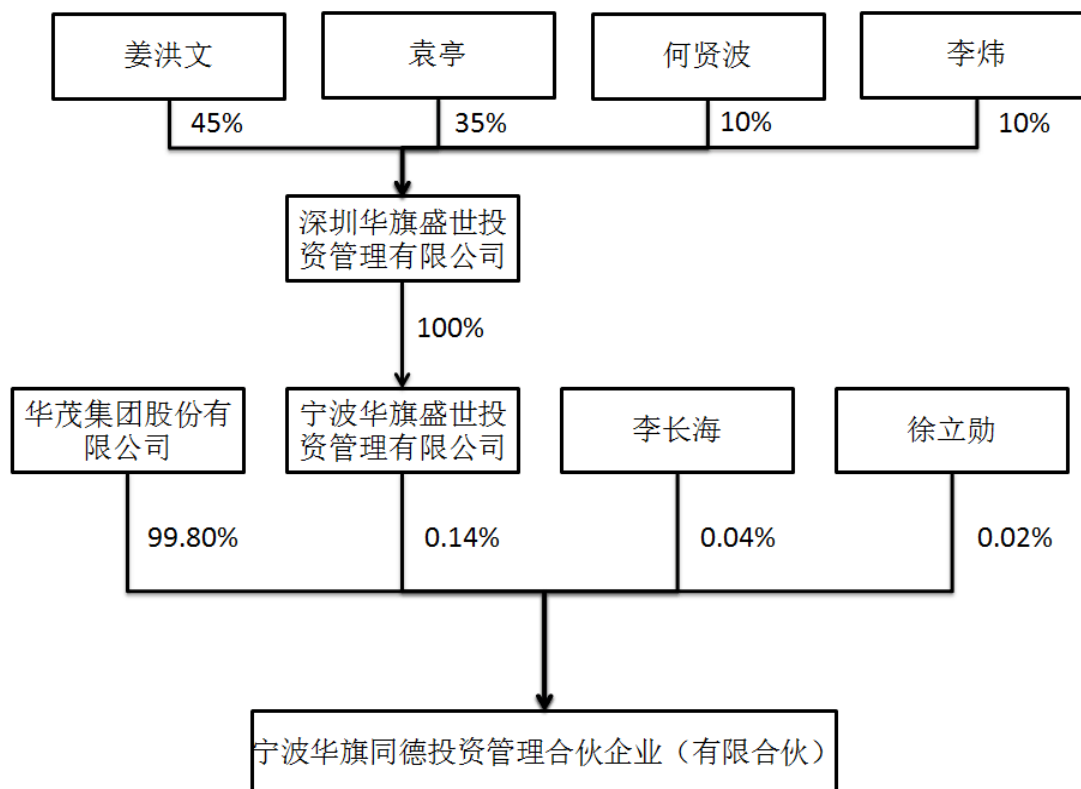 姜洪文
袁亭
何贤波
李炜
45%
35%
10%
10%
深圳华旗盛世投
资管理有限公司
100%
华茂集团股份有
限公司
宁波华旗盛世投
资管理有限公司
李长海
徐立勋
99.80%
0.14%
0.04%
0.02%
宁波华旗同德投资管理合伙企业（有限合伙）